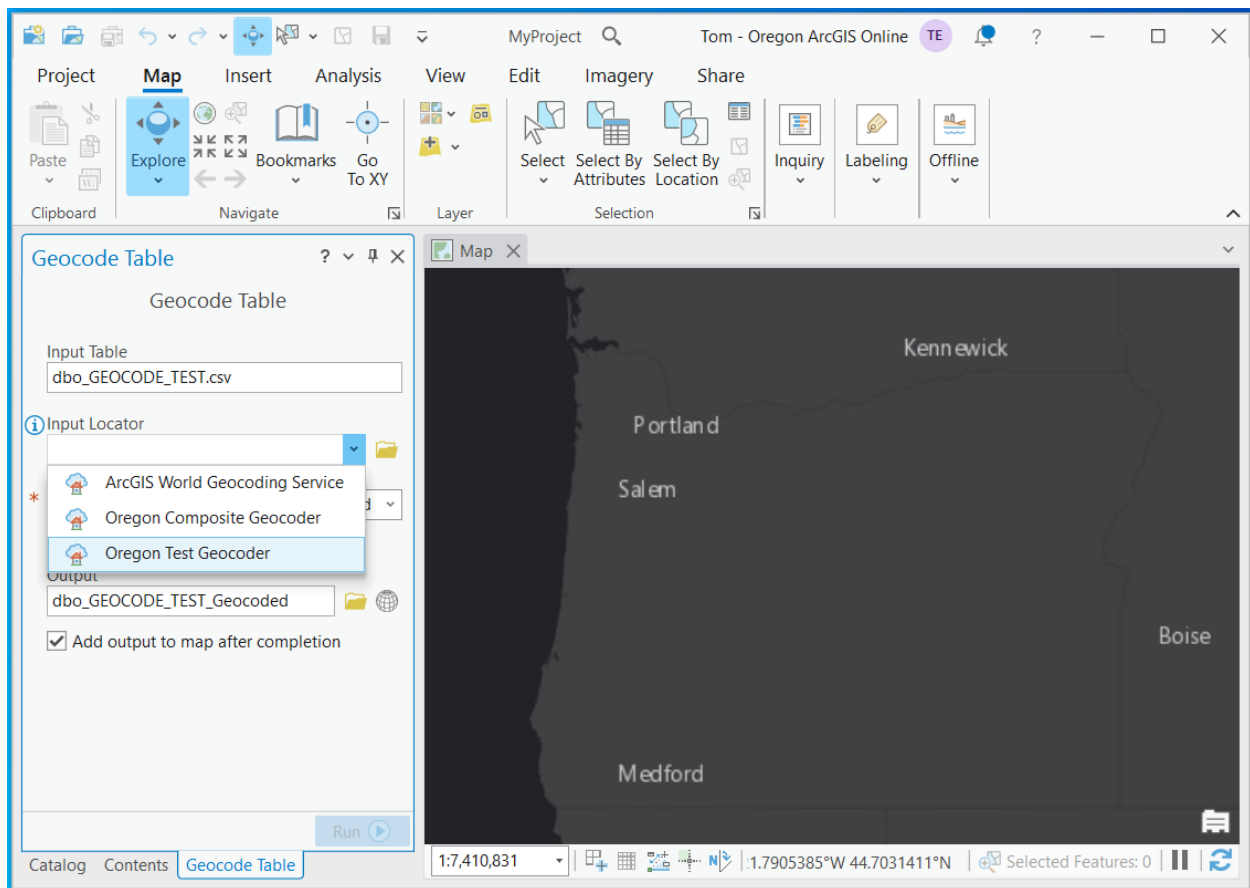 MyProject
Tom - Oregon ArcGIS Online
TE
?
Project Map Insert Analysis View Edit Imagery Share
Paste
Explore
Bookmarks
Go
To XY
Select
Select By
Attributes
Select By
Location
Inquiry
Labeling
Offline
Clipboard
Navigate
Layer
Selection
Geocode Table
?
Geocode Table
Input Table
dbo_GEOCODE_TEST.csv
Input Locator
ArcGIS World Geocoding Service
* d
Oregon Composite Geocoder
Oregon Test Geocoder
Output
dbo_GEOCODE_TEST_Geocoded
Add output to map after completion
Run
Catalog Contents Geocode Table
Map
Kennewick
Portland
Salem
Boise
Medford
1:7,410,831
N
1.7905385°W 44.7031411°N
Selected Features: 0